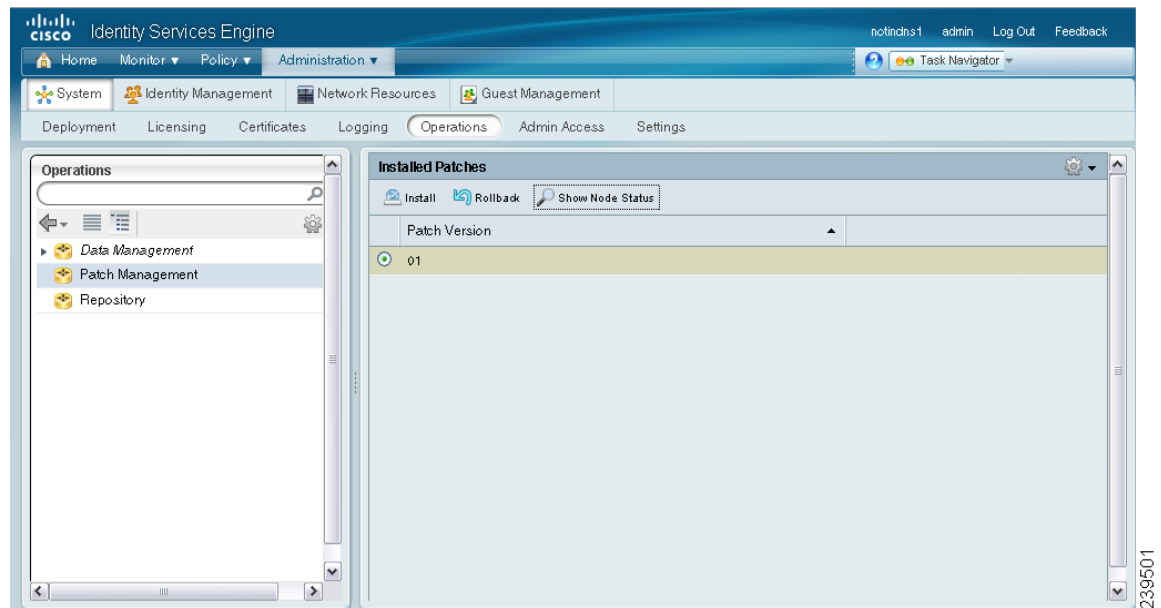 cisco Identity Services Engine
notindns1 admin Log Out Feedback
Home Monitor Policy Administration
Task Navigator
System Identity Management Network Resources Guest Management
Deployment Licensing Certificates Logging Operations Admin Access Settings
Operations
Data Management
Patch Management
Repository
Installed Patches
Install Rollback Show Node Status
Patch Version
01
239501